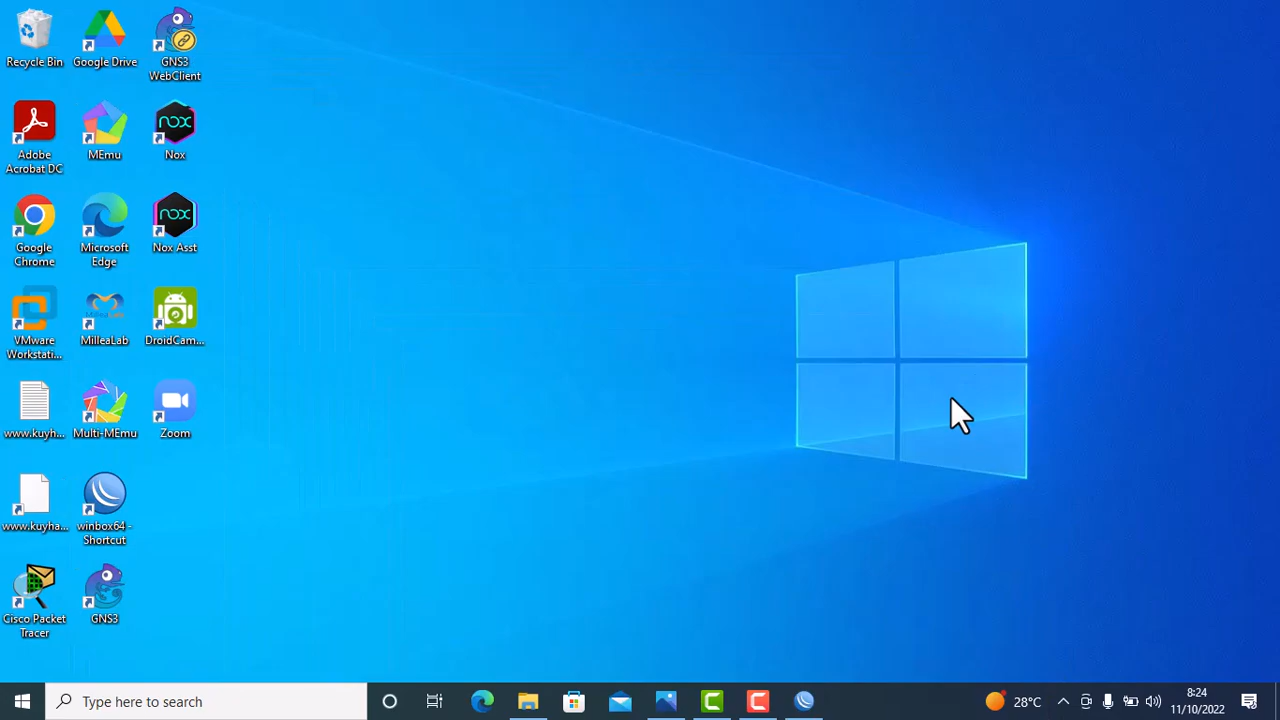 Recycle Bin
Google Drive
GNS3
WebClient
Adobe
Acrobat DC
MEmu
nox
Nox
Google
Chrome
Microsoft
Edge
nox
Nox Asst
VMware
Workstati...
MilleaLab
DroidCam...
www.kuyh...
Multi-MEmu
Zoom
www.kuyha...
winbox64 -
Shortcut
Cisco Packet
Tracer
GNS3
Type here to search
28°C
8:24
11/10/2022